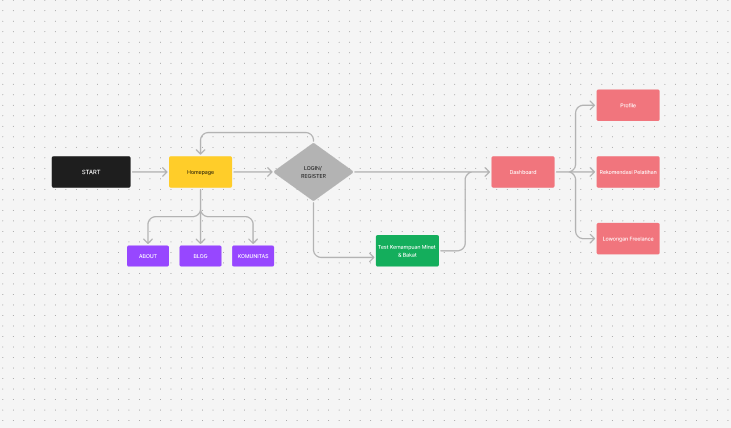 Profile
START
Homepage
LOGIN/
REGISTER
Dashboard
Rekomendasi Pelatihan
Lowongan Freelance
Test Kemampuan Minat
& Bakat
ABOUT
BLOG
KOMUNITAS